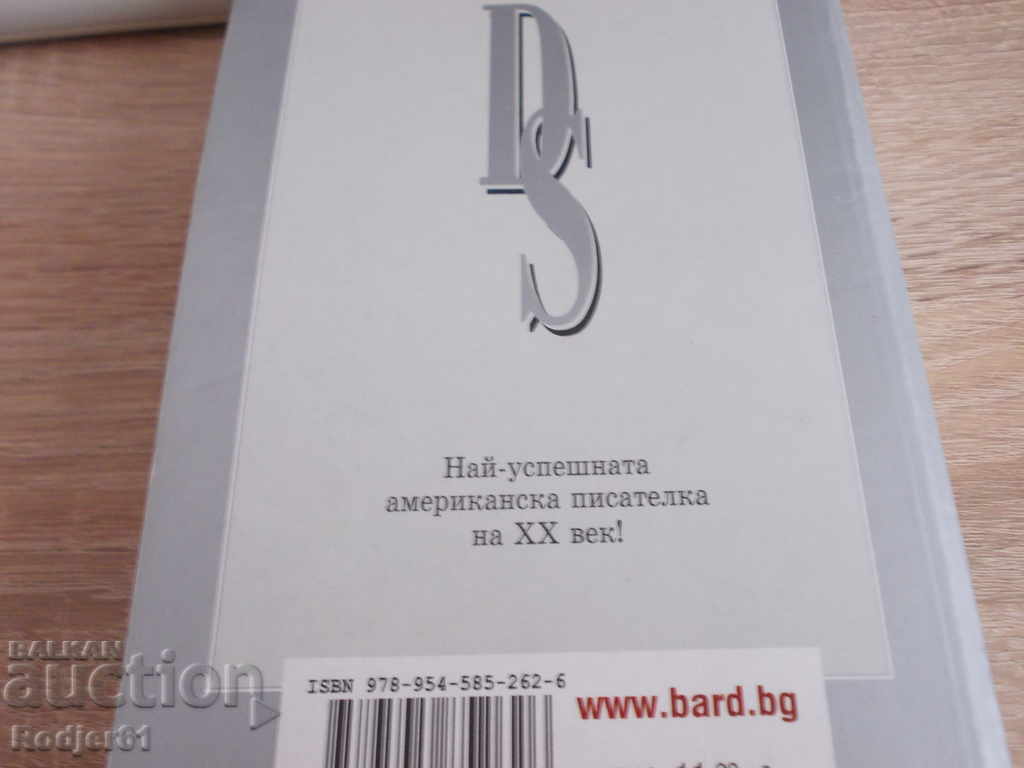 DS
Най-успешната
американска писателка
на XX век!
ISBN 978-954-585-262-6
www.bard.bg
BALKAN
auction
Rodjer81